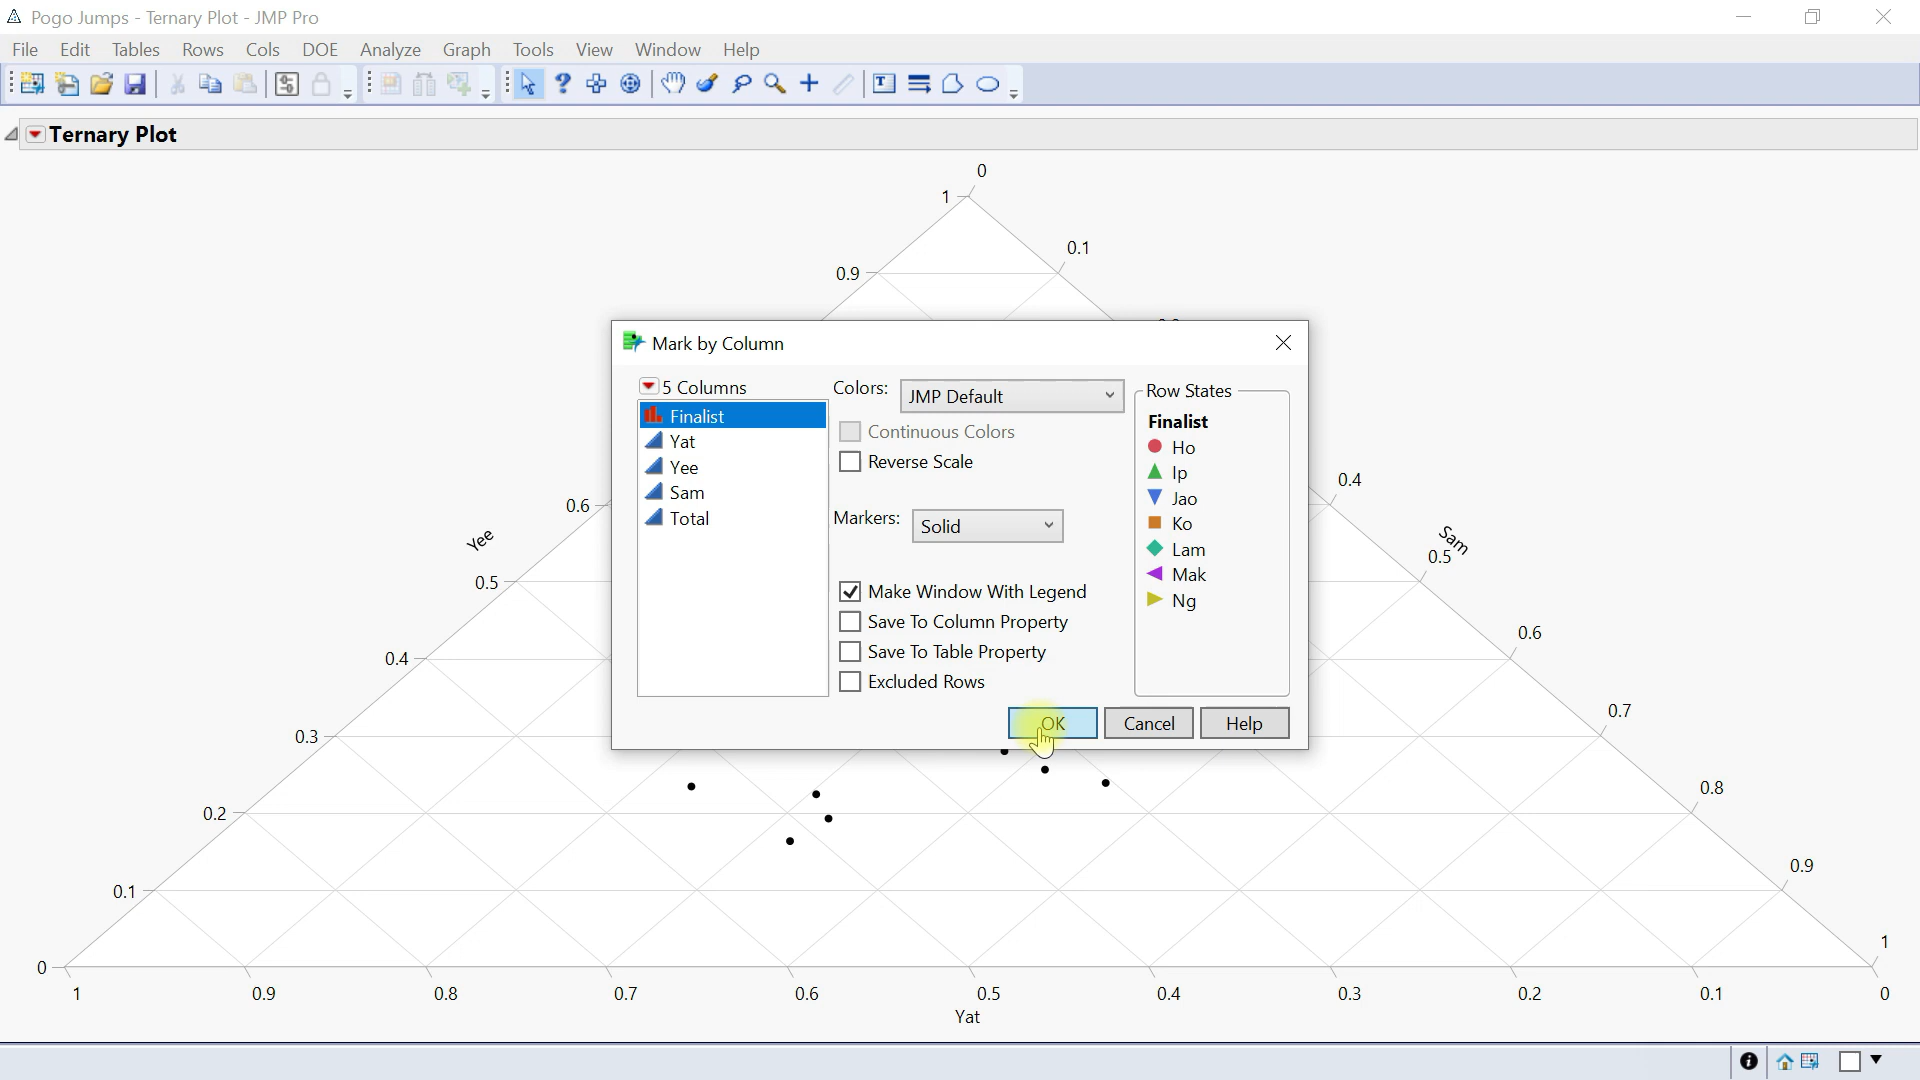 Pogo Jumps - Ternary Plot - JMP Pro
File Edit Tables Rows Cols DOE Analyze Graph Tools View Window Help
Ternary Plot
0
1
0.1
0.9
Mark by Column
5 Columns
Finalist
Yat
Yee
Sam
Total
Colors: JMP Default
Continuous Colors
Reverse Scale
Markers: Solid
Make Window With Legend
Save To Column Property
Save To Table Property
Excluded Rows
Row States
Finalist
Ho
Ip
Jao
Ko
Lam
Mak
Ng
OK Cancel Help
0.4
0.6
Yee
Sam
0.5
0.5
0.6
0.4
0.7
0.3
0.8
0.2
0.9
0.1
1
0
1 0.9 0.8 0.7 0.6 0.5 0.4 0.3 0.2 0.1 0
Yat